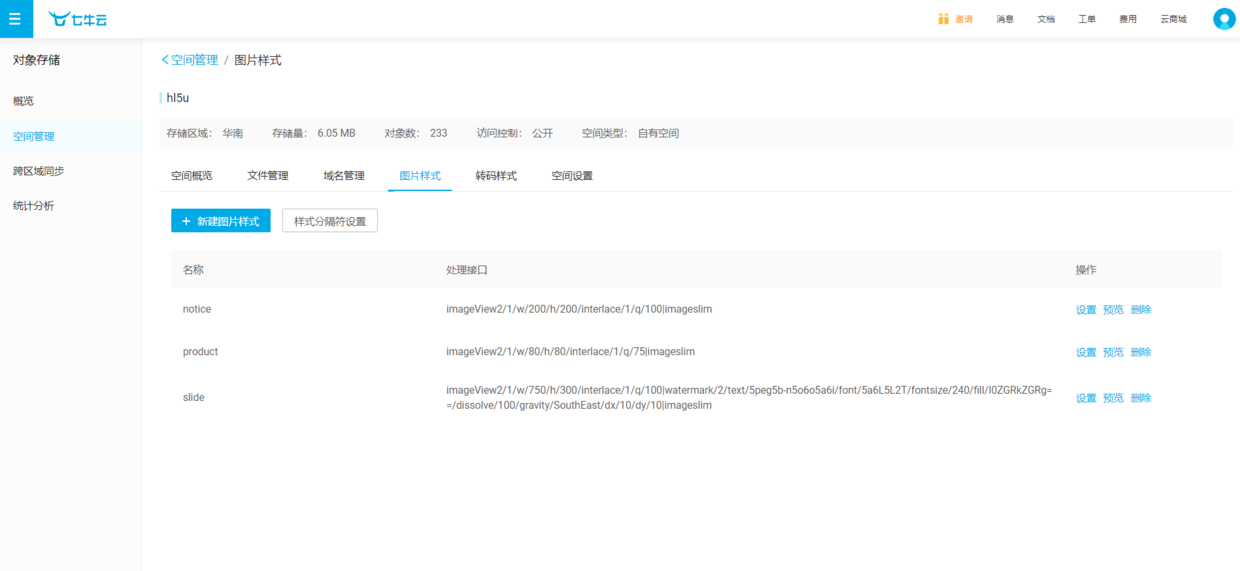 七牛云
邀请 消息 文档 工单 费用 云商城
对象存储
概览
空间管理
跨区域同步
统计分析
空间管理 / 图片样式
hl5u
存储区域： 华南 存储量： 6.05 MB 对象数： 233 访问控制： 公开 空间类型： 自有空间
空间概览 文件管理 域名管理 图片样式 转码样式 空间设置
+ 新建图片样式 样式分隔符设置
名称 处理接口 操作
notice imageView2/1/w/200/h/200/interlace/1/q/100|imageslim 设置 预览 删除
product imageView2/1/w/80/h/80/interlace/1/q/75|imageslim 设置 预览 删除
slide imageView2/1/w/750/h/300/interlace/1/q/100|watermark/2/text/5peg5b-n5o6o5a6i/font/5a6L5L2T/fontsize/240/fill/I0ZGRkZGRg=
=/dissolve/100/gravity/SouthEast/dx/10/dy/10|imageslim 设置 预览 删除